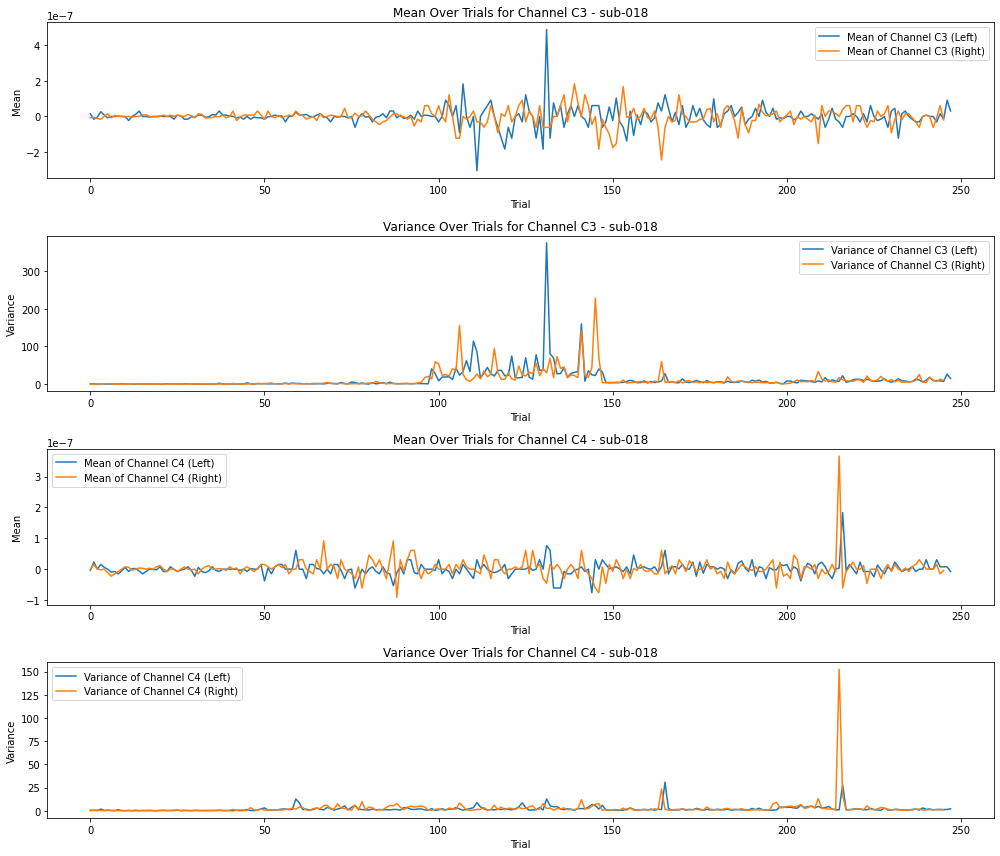 Mean Over Trials for Channel C3 - sub-018
1e−7
Mean of Channel C3 (Left)
Mean of Channel C3 (Right)
4
2
0
−2
Mean
0
50
100
150
200
250
Trial
Variance Over Trials for Channel C3 - sub-018
Variance of Channel C3 (Left)
Variance of Channel C3 (Right)
300
200
100
0
Variance
0
50
100
150
200
250
Trial
Mean Over Trials for Channel C4 - sub-018
1e−7
Mean of Channel C4 (Left)
Mean of Channel C4 (Right)
3
2
1
0
−1
Mean
0
50
100
150
200
250
Trial
Variance Over Trials for Channel C4 - sub-018
Variance of Channel C4 (Left)
Variance of Channel C4 (Right)
150
125
100
75
50
25
0
Variance
0
50
100
150
200
250
Trial